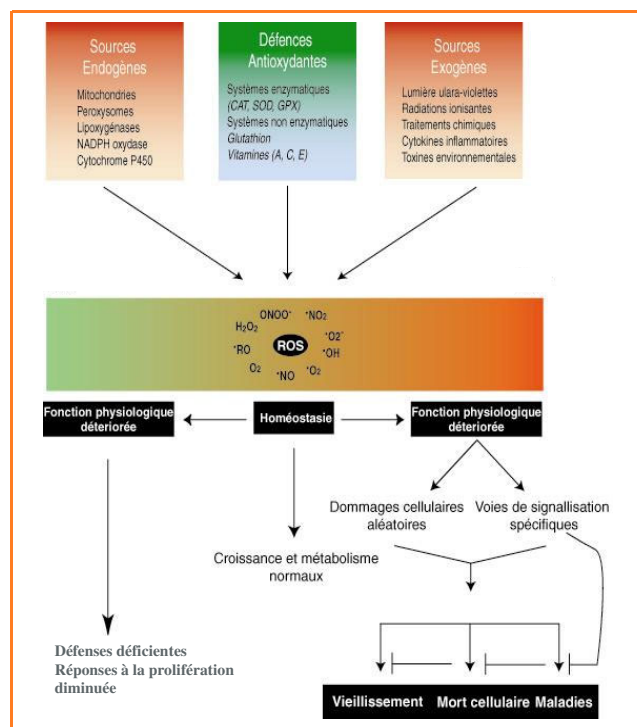 Sources
Endogènes
Mitochondries
Peroxysomes
Lipoxygénases
NADPH oxydase
Cytochrome P450
Défences
Antioxydantes
Systèmes enzymatiques
(CAT, SOD, GPX)
Systèmes non enzymatiques
Glutathion
Vitamines (A, C, E)
Sources
Exogènes
Lumière ulara-violettes
Radiations ionisantes
Traitements chimiques
Cytokines inflammatoires
Toxines environnementales
ONOO⁻
•NO₂
H₂O₂
•O2⁻
•RO
ROS
•OH
O₂
•NO
•O₂
Fonction physiologique
déteriorée
Homéostasie
Fonction physiologique
déteriorée
Dommages cellulaires
aléatoires
Voies de signallisation
spécifiques
Croissance et métabolisme
normaux
Défenses déficientes
Réponses à la prolifération
diminuée
Vieillissement
Mort cellulaire
Maladies